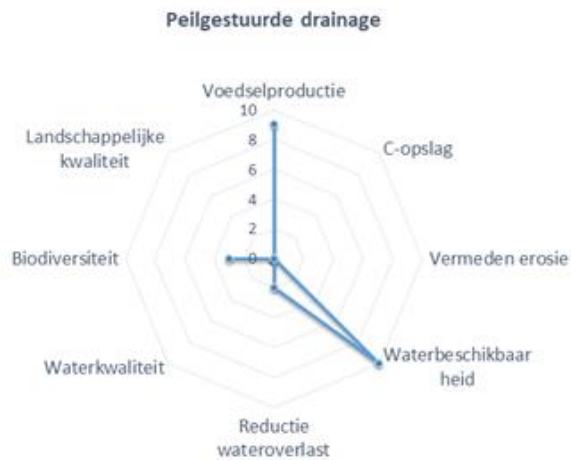 Peilgestuurde drainage
Voedselproductie
10
8
6
4
2
0
C-opslag
Vermeden erosie
Waterbeschikbaar
heid
Reductie
wateroverlast
Waterkwaliteit
Biodiversiteit
Landschappelijke
kwaliteit